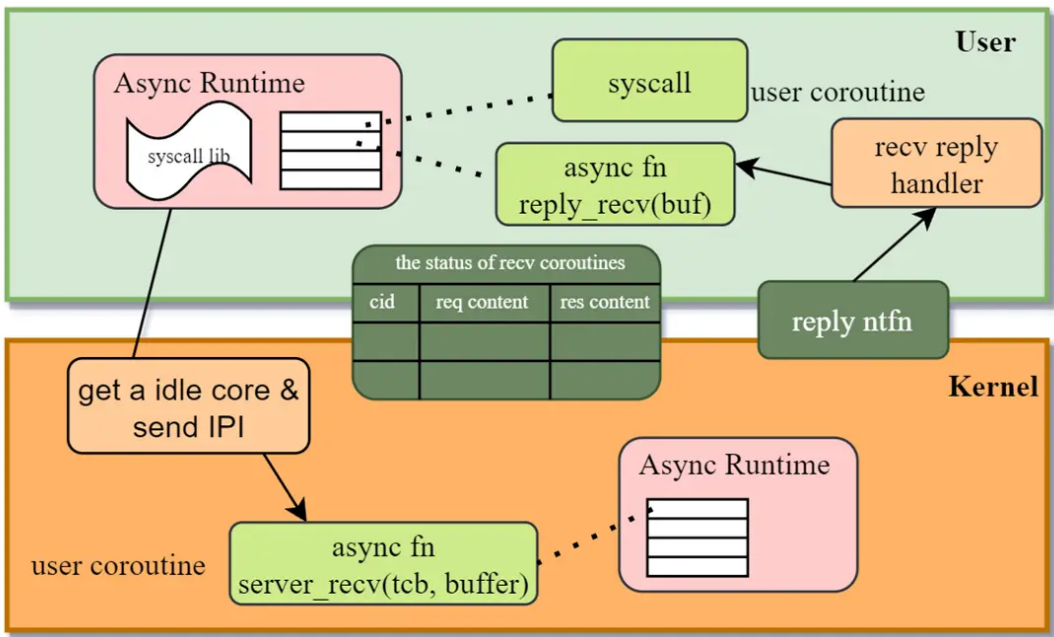 User
Async Runtime
syscall lib
syscall
user coroutine
async fn
reply_recv(buf)
recv reply
handler
the status of recv coroutines
cid
req content
res content
reply ntfn
Kernel
get a idle core &
send IPI
Async Runtime
user coroutine
async fn
server_recv(tcb, buffer)